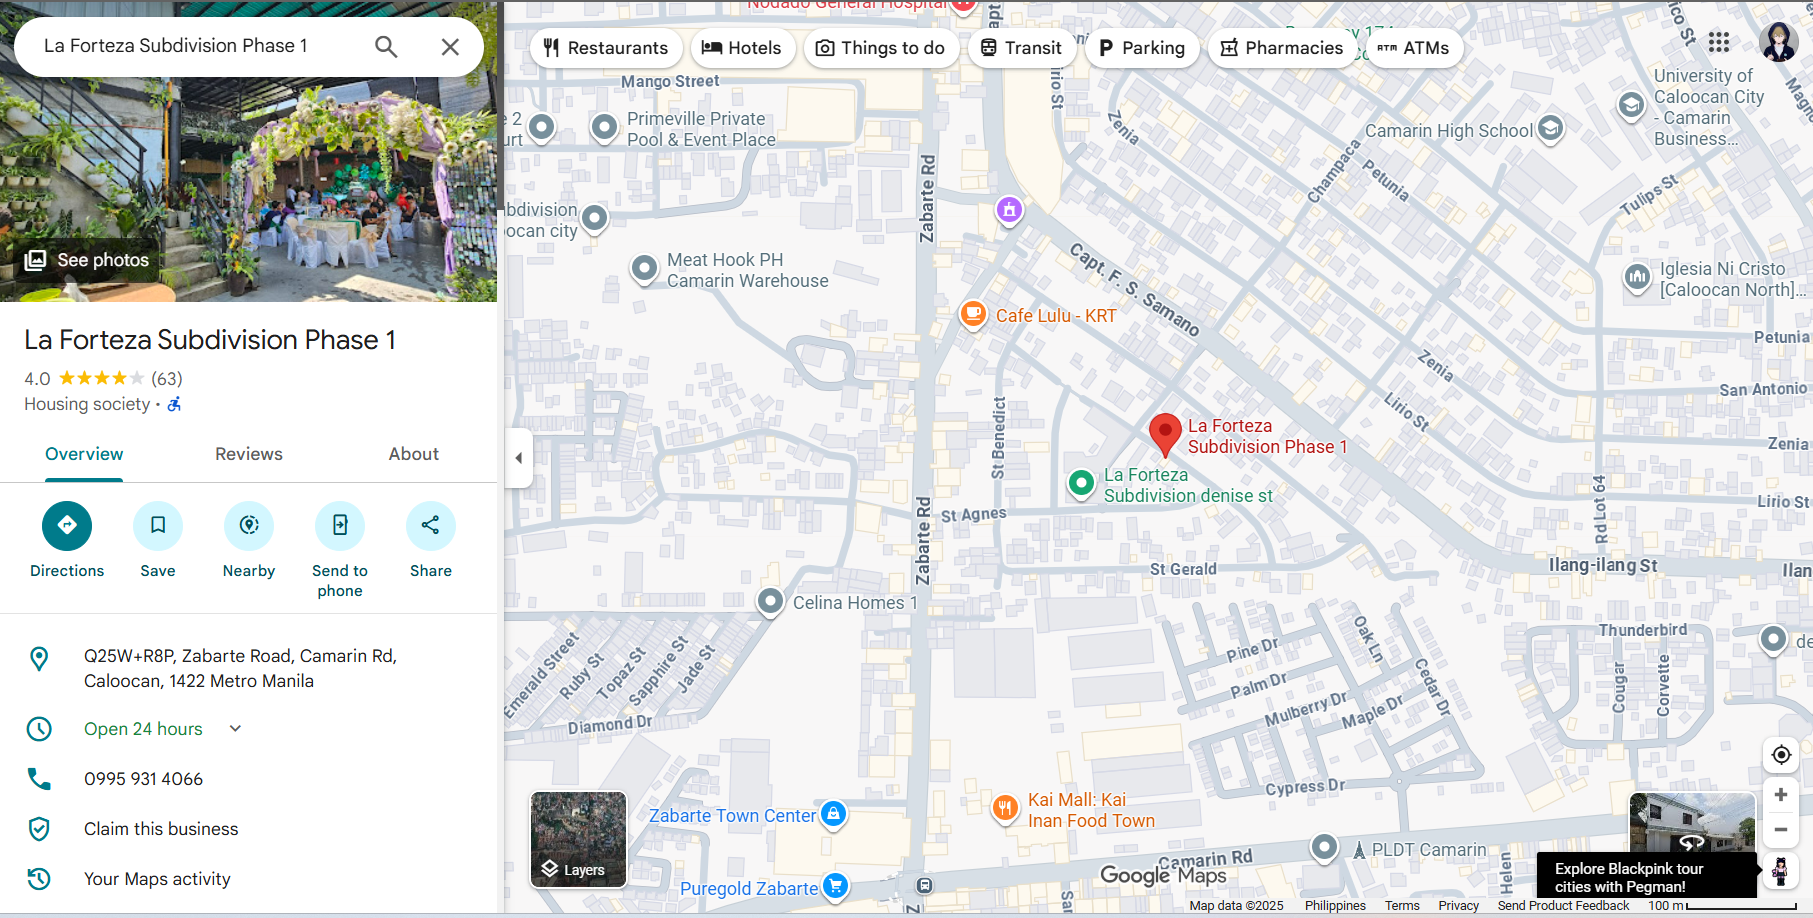 La Forteza Subdivision Phase 1
See photos
La Forteza Subdivision Phase 1
4.0
(63)
Housing society ·
Overview
Reviews
About
Directions
Save
Nearby
Send to
phone
Share
Q25W+R8P, Zabarte Road, Camarin Rd,
Caloocan, 1422 Metro Manila
Open 24 hours
0995 931 4066
Claim this business
Your Maps activity
Restaurants
Hotels
Things to do
Transit
Parking
Pharmacies
ATM ATMs
Nodado General Hospital
Mango Street
Primeville Private
Pool & Event Place
Zabarte Rd
Zenia
Champaca
Petunia
Camarin High School
University of
Caloocan City
- Camarin
Business...
Tulips St
Meat Hook PH
Camarin Warehouse
Capt. F. S. Samano
Iglesia Ni Cristo
[Caloocan North]...
Cafe Lulu - KRT
Petunia
Zenia
San Antonio
Lirio St
St Benedict
La Forteza
Subdivision Phase 1
Zenia
La Forteza
Subdivision denise st
St Agnes
Zabarte Rd
Rd Lot 64
Lirio St
St Gerald
Ilang-ilang St
Ilan
Celina Homes 1
Emerald Street
Ruby St
Topaz St
Sapphire St
Jade St
Diamond Dr
Pine Dr
Oak Ln
Palm Dr
Cedar Dr
Mulberry Dr
Maple Dr
Cypress Dr
Thunderbird
Cougar
Corvette
de
Zabarte Town Center
Kai Mall: Kai
Inan Food Town
Puregold Zabarte
Camarin Rd
PLDT Camarin
Helen
Layers
Google Maps
Explore Blackpink tour
cities with Pegman!
Map data ©2025
Philippines
Terms
Privacy
Send Product Feedback
100 m